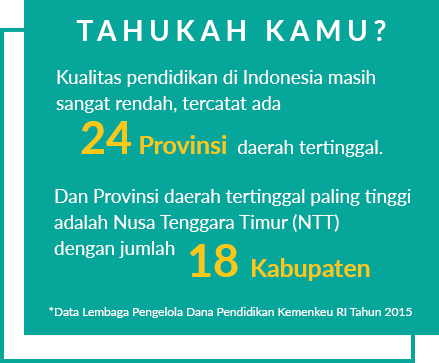 TAHUKAH KAMU?
Kualitas pendidikan di Indonesia masih
sangat rendah, tercatat ada
24 Provinsi daerah tertinggal.
Dan Provinsi daerah tertinggal paling tinggi
adalah Nusa Tenggara Timur (NTT)
dengan jumlah 18 Kabupaten
*Data Lembaga Pengelola Dana Pendidikan Kemenkeu RI Tahun 2015